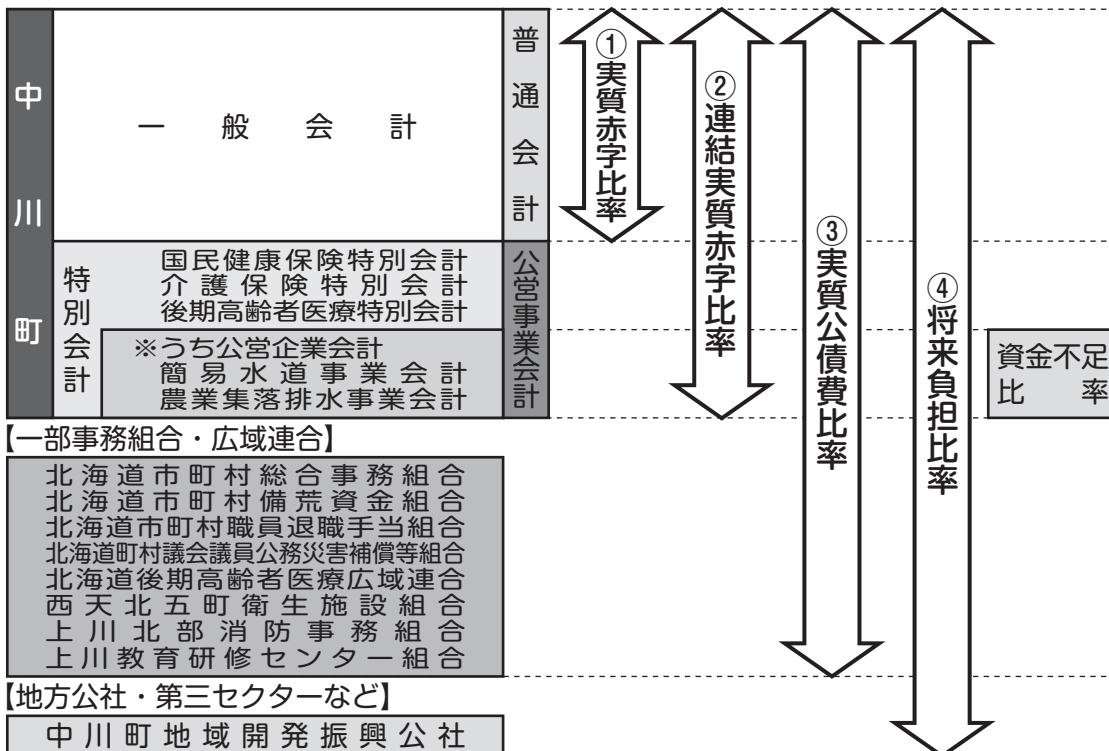 中川町
一般会計
普通会計
特別会計
国民健康保険特別会計
介護保険特別会計
後期高齢者医療特別会計
※うち公営企業会計
簡易水道事業会計
農業集落排水事業会計
公営事業会計
①実質赤字比率
②連結実質赤字比率
③実質公債費比率
④将来負担比率
資金不足
比率
【一部事務組合・広域連合】
北海道市町村総合事務組合
北海道市町村備荒資金組合
北海道市町村職員退職手当組合
北海道町村議会議員公務災害補償等組合
北海道後期高齢者医療広域連合
西天北五町衛生施設組合
上川北部消防事務組合
上川教育研修センター組合
【地方公社・第三セクターなど】
中川町地域開発振興公社